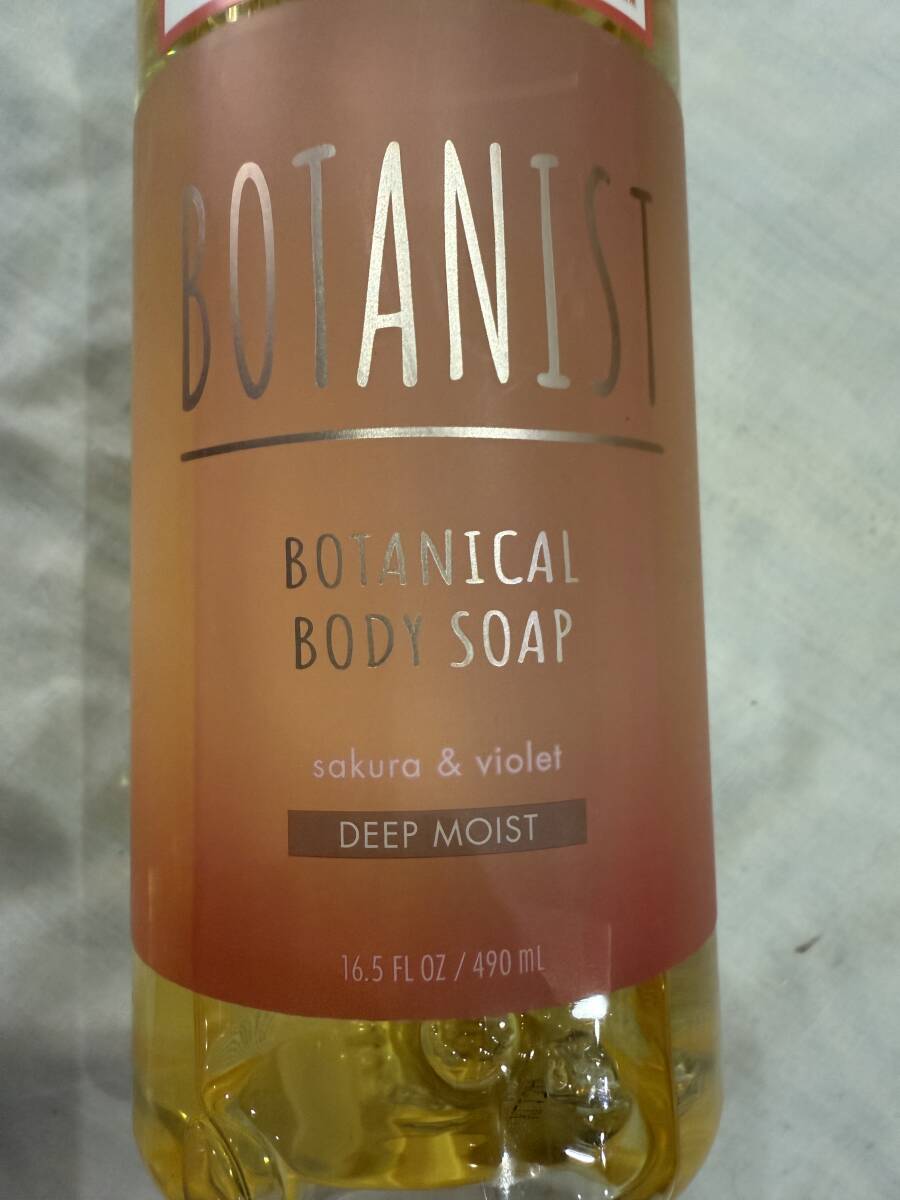 BOTANIST
BOTANICAL
BODY SOAP
sakura & violet
DEEP MOIST
16.5 FL OZ / 490 mL